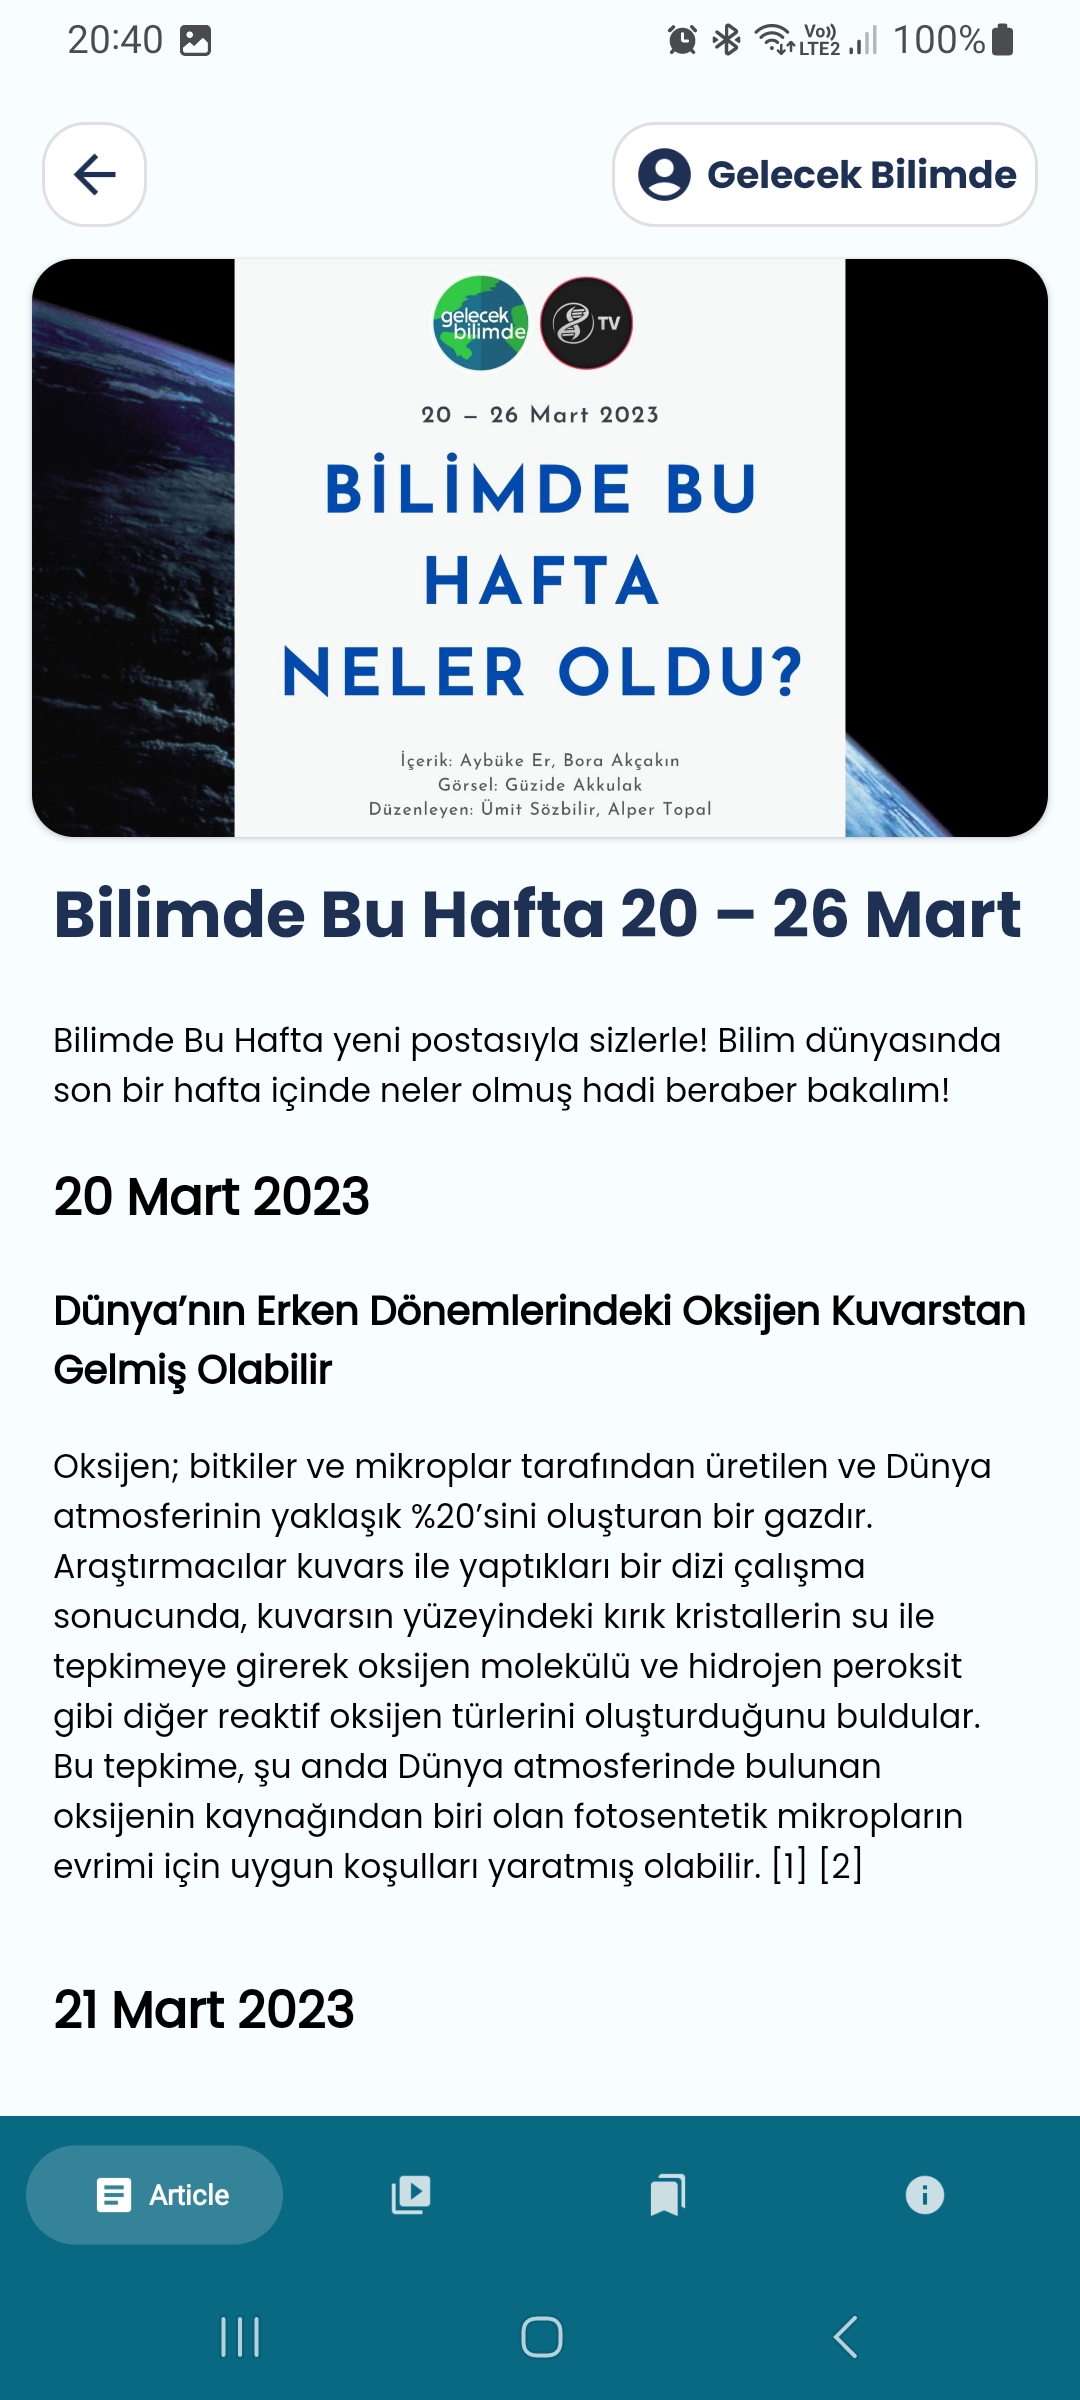 20:40
Vo)) LTE2 100%
Gelecek Bilimde
gelecek
bilimde
TV
20 – 26 Mart 2023
BİLİMDE BU
HAFTA
NELER OLDU?
İçerik: Aybüke Er, Bora Akçakın
Görsel: Güzide Akkulak
Düzenleyen: Ümit Sözbilir, Alper Topal
Bilimde Bu Hafta 20 – 26 Mart
Bilimde Bu Hafta yeni postasıyla sizlerle! Bilim dünyasında
son bir hafta içinde neler olmuş hadi beraber bakalım!
20 Mart 2023
Dünya’nın Erken Dönemlerindeki Oksijen Kuvarstan
Gelmiş Olabilir
Oksijen; bitkiler ve mikroplar tarafından üretilen ve Dünya
atmosferinin yaklaşık %20’sini oluşturan bir gazdır.
Araştırmacılar kuvars ile yaptıkları bir dizi çalışma
sonucunda, kuvarsın yüzeyindeki kırık kristallerin su ile
tepkimeye girerek oksijen molekülü ve hidrojen peroksit
gibi diğer reaktif oksijen türlerini oluşturduğunu buldular.
Bu tepkime, şu anda Dünya atmosferinde bulunan
oksijenin kaynağından biri olan fotosentetik mikropların
evrimi için uygun koşulları yaratmış olabilir. [1] [2]
21 Mart 2023
Article